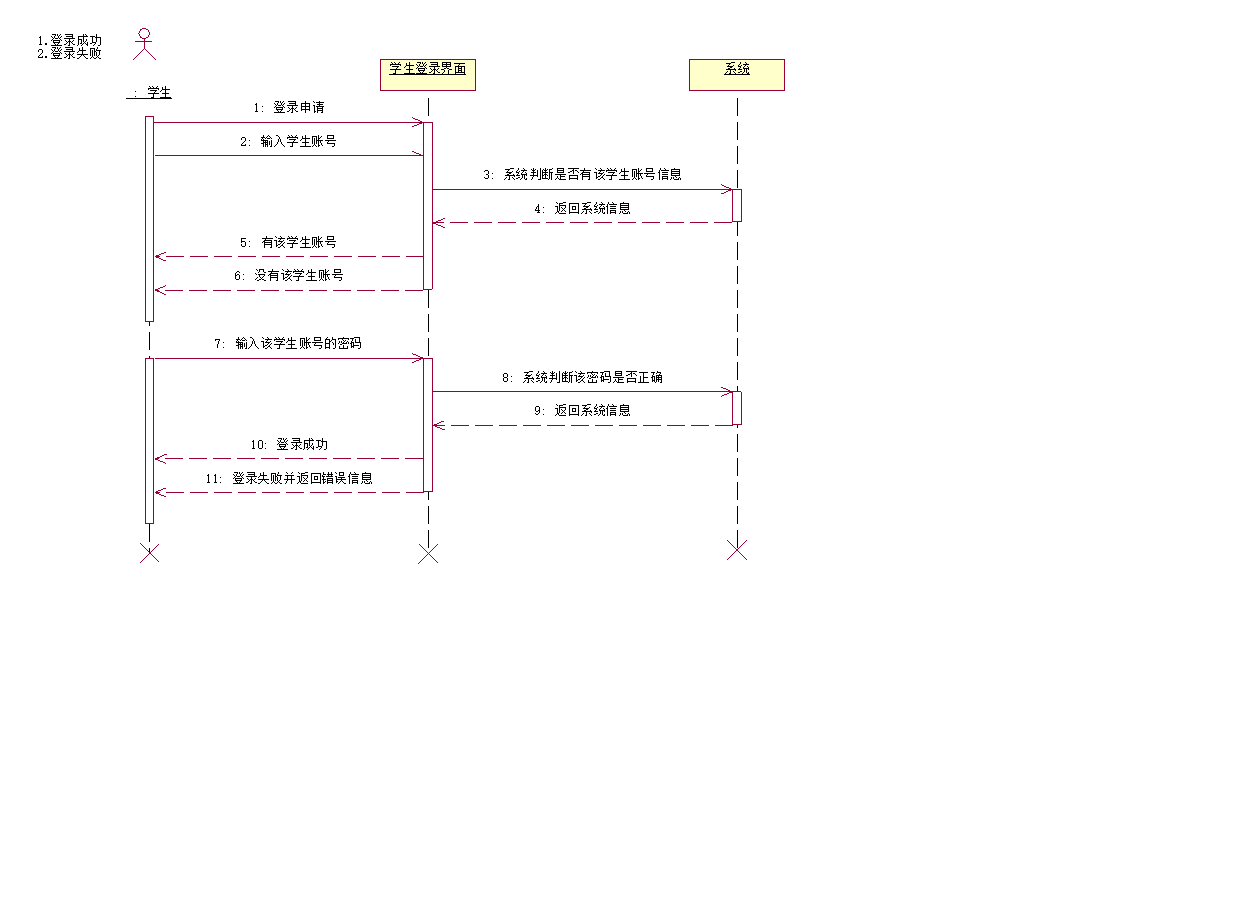 1.登录成功
2.登录失败
: 学生
学生登录界面
系统
1: 登录申请
2: 输入学生账号
3: 系统判断是否有该学生账号信息
4: 返回系统信息
5: 有该学生账号
6: 没有该学生账号
7: 输入该学生账号的密码
8: 系统判断该密码是否正确
9: 返回系统信息
10: 登录成功
11: 登录失败并返回错误信息